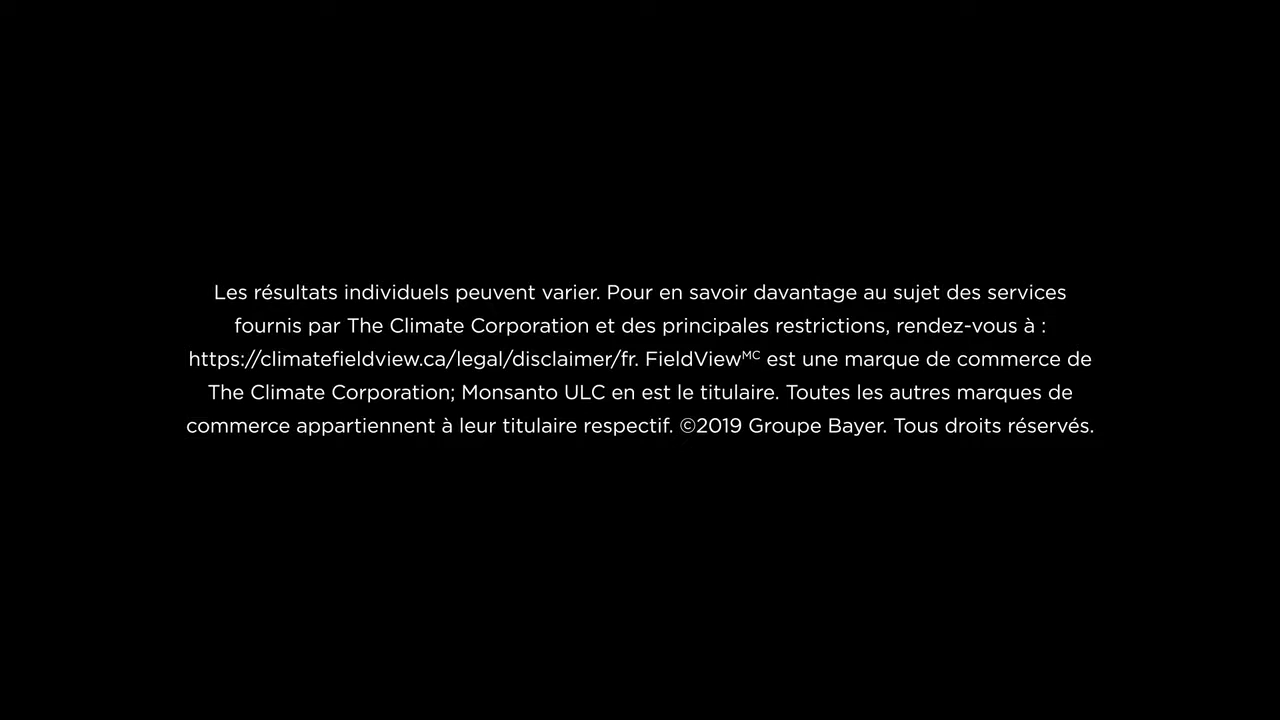 Les résultats individuels peuvent varier. Pour en savoir davantage au sujet des services
fournis par The Climate Corporation et des principales restrictions, rendez-vous à :
https://climatefieldview.ca/legal/disclaimer/fr. FieldViewᴹᶜ est une marque de commerce de
The Climate Corporation; Monsanto ULC en est le titulaire. Toutes les autres marques de
commerce appartiennent à leur titulaire respectif. ©2019 Groupe Bayer. Tous droits réservés.